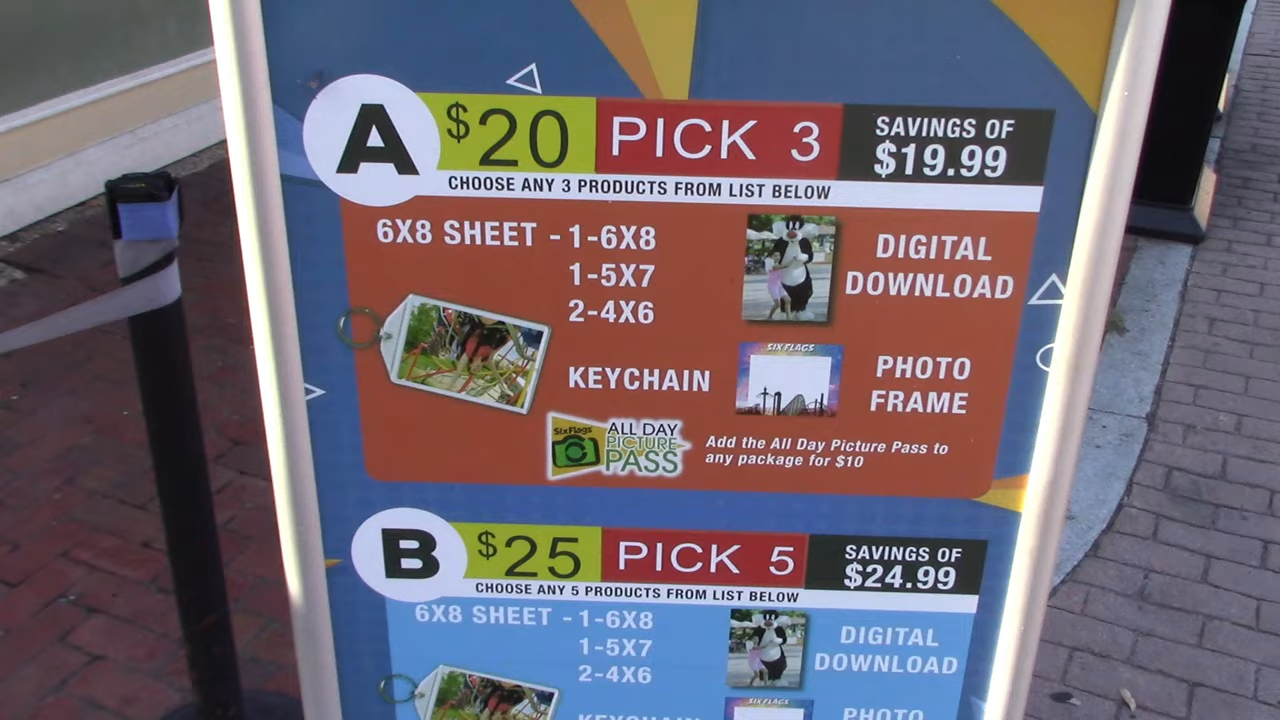 A $20 PICK 3 SAVINGS OF $19.99
CHOOSE ANY 3 PRODUCTS FROM LIST BELOW
6X8 SHEET - 1-6X8
1-5X7
2-4X6
DIGITAL
DOWNLOAD
KEYCHAIN
SIX FLAGS
PHOTO
FRAME
SixFlags
ALL DAY
PICTURE
PASS
Add the All Day Picture Pass to
any package for $10
B $25 PICK 5 SAVINGS OF $24.99
CHOOSE ANY 5 PRODUCTS FROM LIST BELOW
6X8 SHEET - 1-6X8
1-5X7
2-4X6
DIGITAL
DOWNLOAD
KEYCHAIN
SIX FLAGS
PHOTO